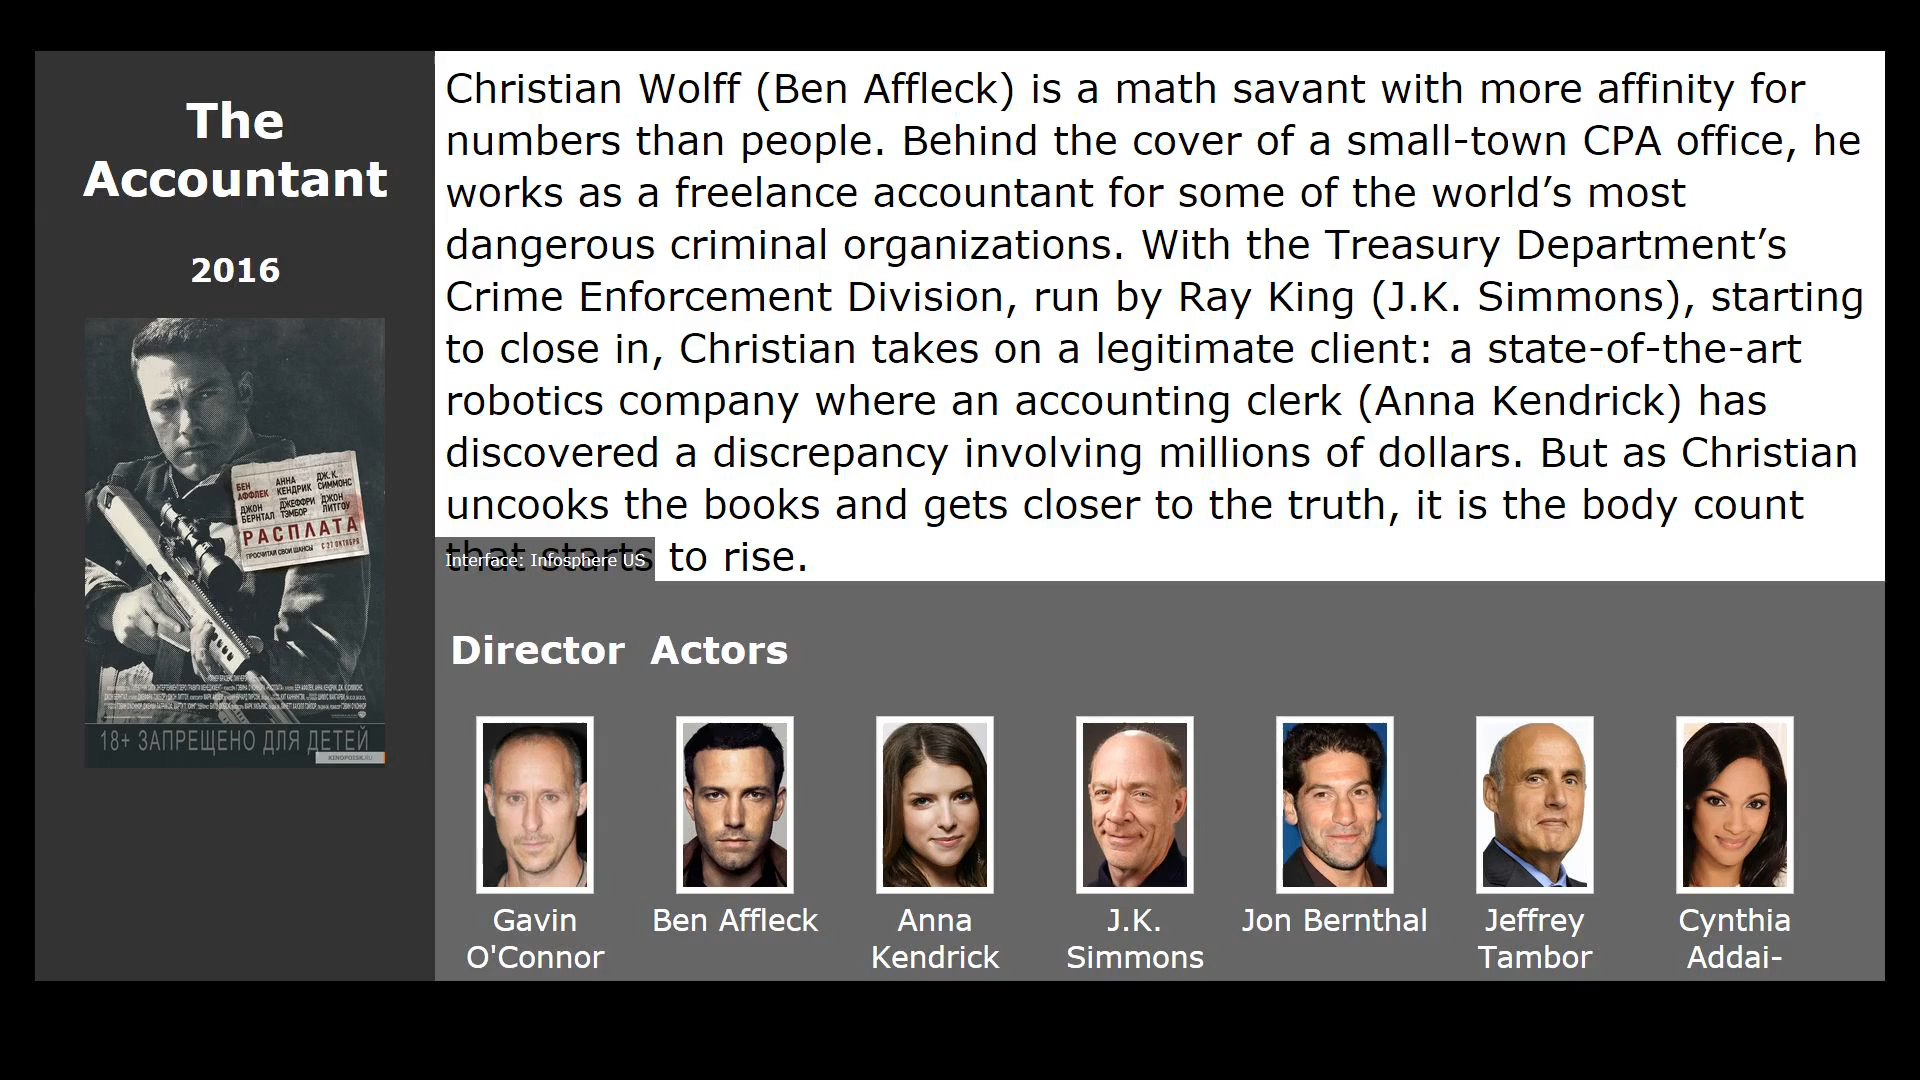 The
Accountant
2016
БЕН
АФФЛЕК
АННА
КЕНДРИК
ДЖ. К.
СИММОНС
ДЖОН
БЕРНТАЛ
ДЖЕФФРИ
ТЭМБОР
ДЖОН
ЛИТГОУ
РАСПЛАТА
ПРОСЧИТАЙ СВОИ ШАНСЫ
С 27 ОКТЯБРЯ
18+ ЗАПРЕЩЕНО ДЛЯ ДЕТЕЙ
KINOPOISK.RU
Christian Wolff (Ben Affleck) is a math savant with more affinity for
numbers than people. Behind the cover of a small-town CPA office, he
works as a freelance accountant for some of the world’s most
dangerous criminal organizations. With the Treasury Department’s
Crime Enforcement Division, run by Ray King (J.K. Simmons), starting
to close in, Christian takes on a legitimate client: a state-of-the-art
robotics company where an accounting clerk (Anna Kendrick) has
discovered a discrepancy involving millions of dollars. But as Christian
uncooks the books and gets closer to the truth, it is the body count
that starts to rise.
Interface: Infosphere US
Director Actors
Gavin
O'Connor
Ben Affleck
Anna
Kendrick
J.K.
Simmons
Jon Bernthal
Jeffrey
Tambor
Cynthia
Addai-